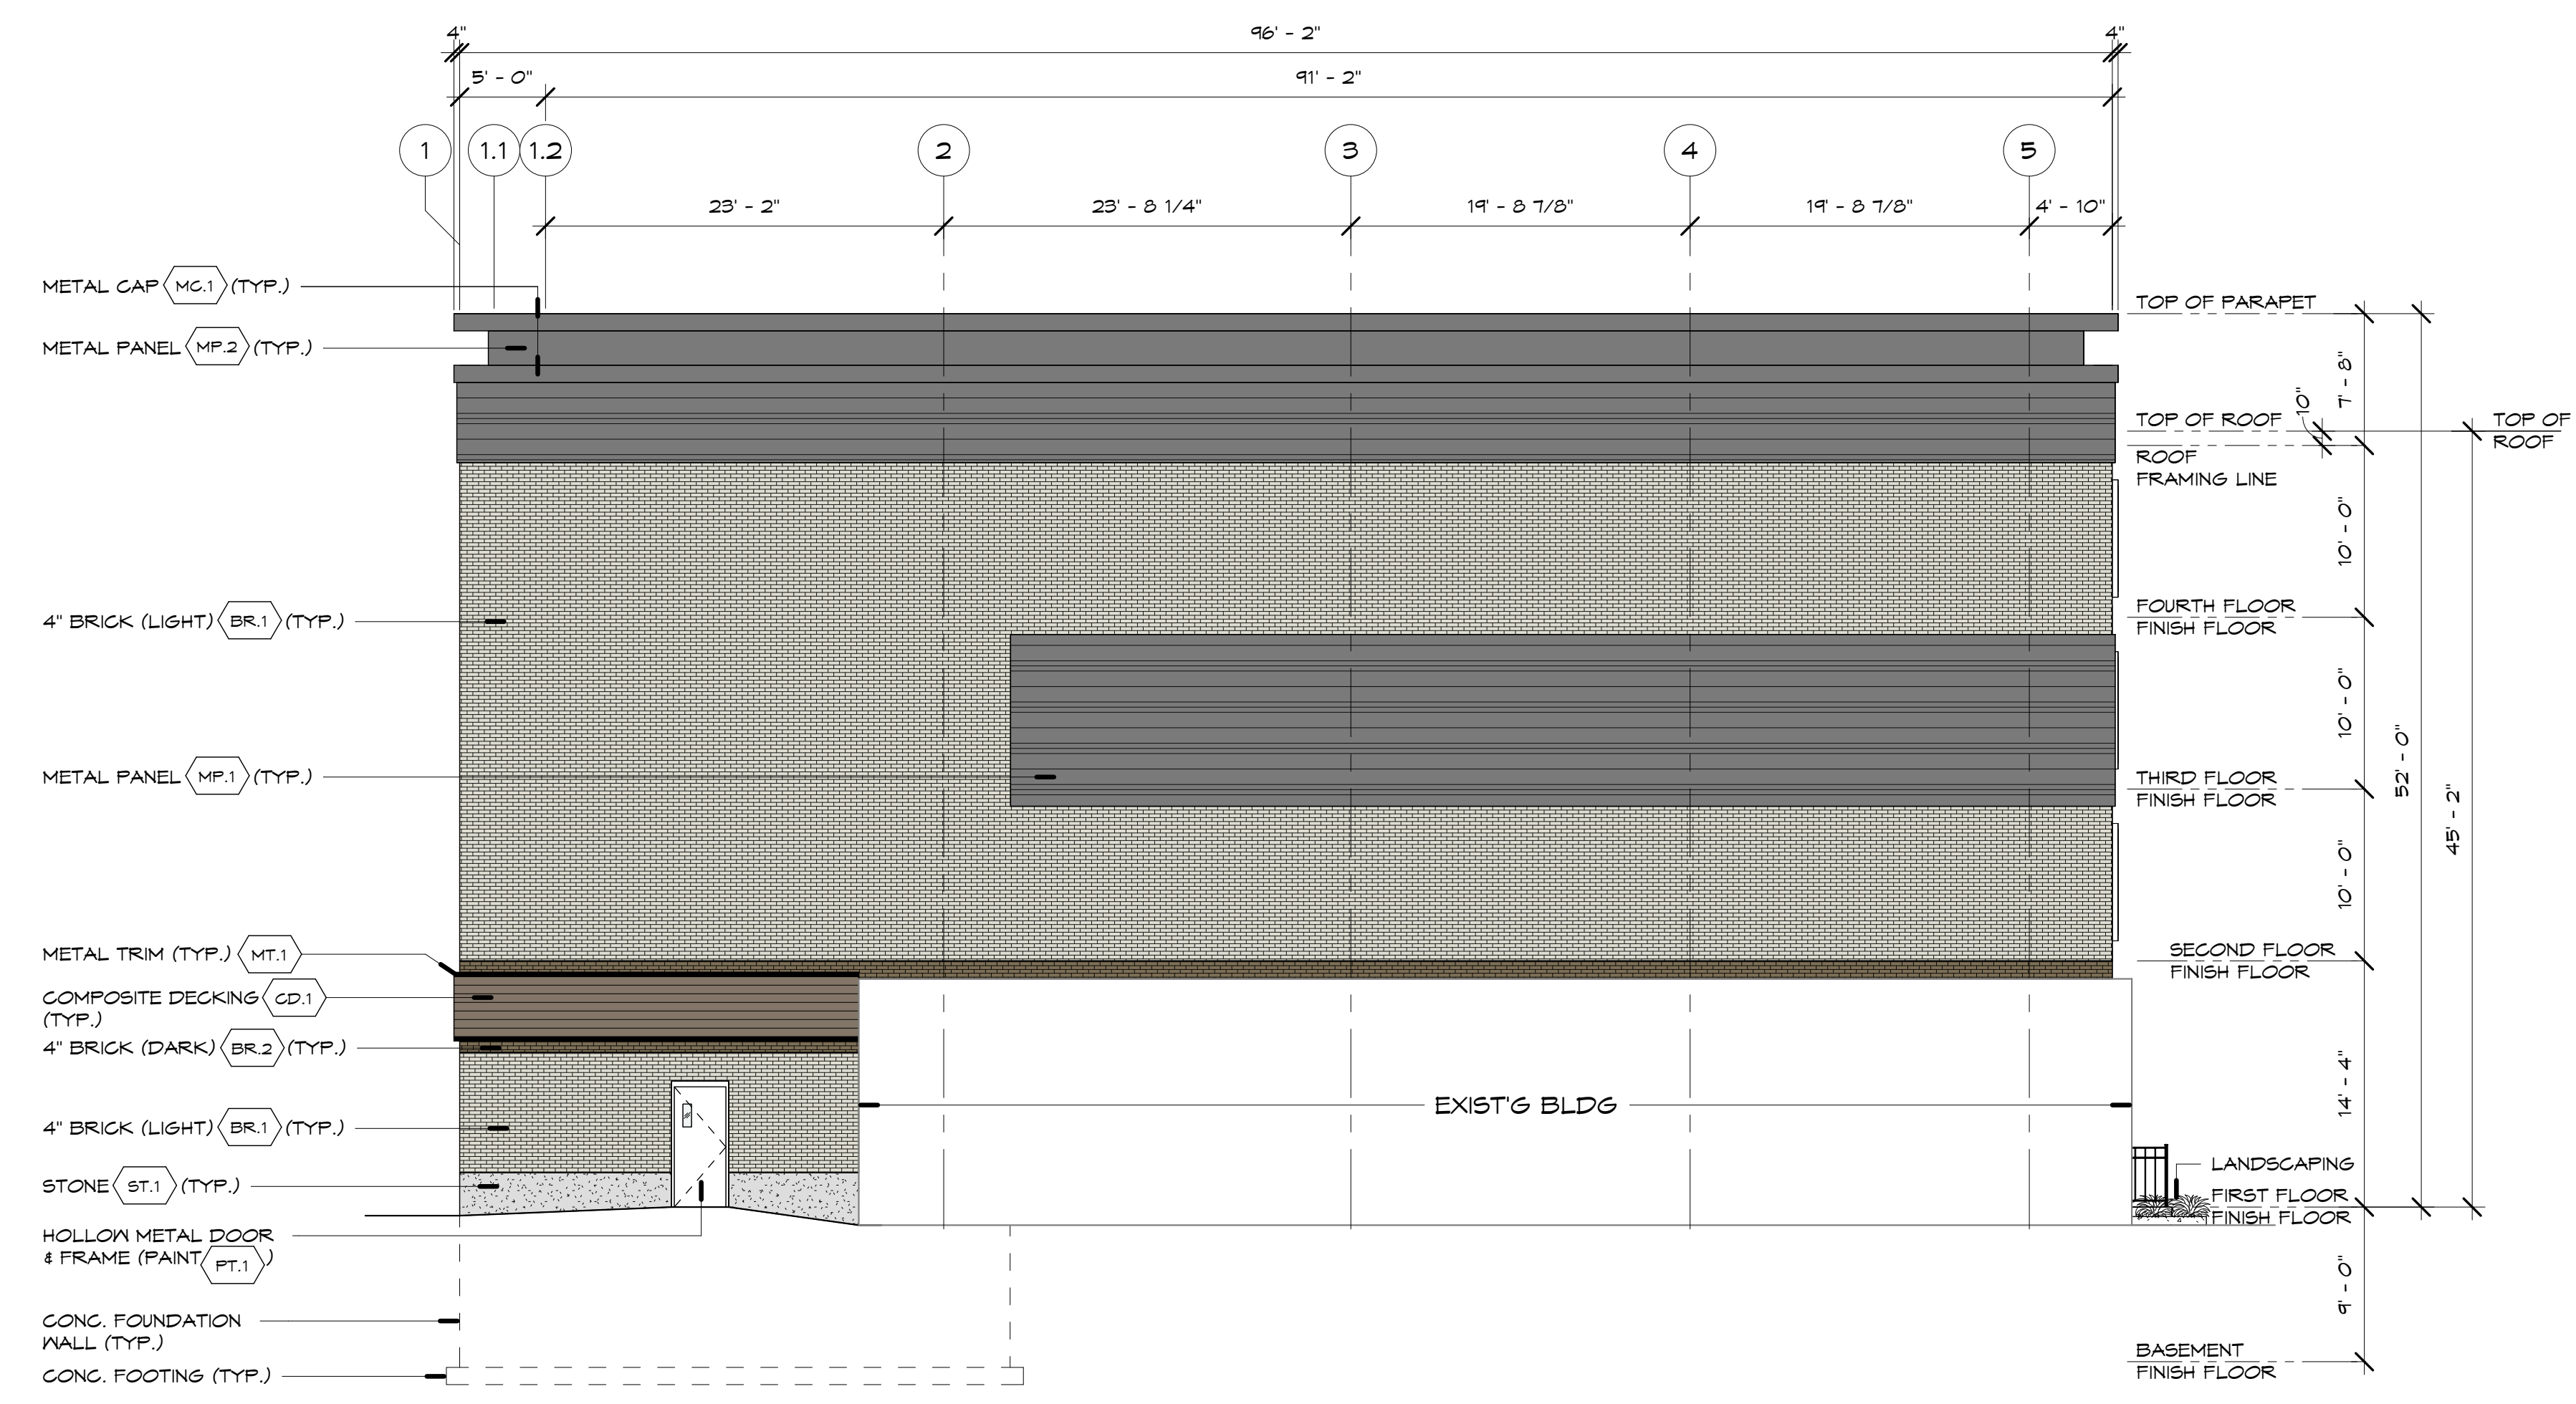 4" 96' - 2" 4"
5' - 0" 91' - 2"
1 1.1 1.2 2 3 4 5
23' - 2" 23' - 8 1/4" 19' - 8 7/8" 19' - 8 7/8" 4' - 10"
METAL CAP MC.1 (TYP.)
METAL PANEL MP.2 (TYP.)
4" BRICK (LIGHT) BR.1 (TYP.)
METAL PANEL MP.1 (TYP.)
METAL TRIM (TYP.) MT.1
COMPOSITE DECKING CD.1
(TYP.)
4" BRICK (DARK) BR.2 (TYP.)
4" BRICK (LIGHT) BR.1 (TYP.)
STONE ST.1 (TYP.)
HOLLOW METAL DOOR
& FRAME (PAINT PT.1 )
CONC. FOUNDATION
WALL (TYP.)
CONC. FOOTING (TYP.)
EXIST'G BLDG
TOP OF PARAPET
TOP OF ROOF
ROOF
FRAMING LINE
FOURTH FLOOR
FINISH FLOOR
THIRD FLOOR
FINISH FLOOR
SECOND FLOOR
FINISH FLOOR
LANDSCAPING
FIRST FLOOR
FINISH FLOOR
BASEMENT
FINISH FLOOR
10"
7' - 8"
10' - 0"
10' - 0"
10' - 0"
14' - 4"
9' - 0"
52' - 0"
45' - 2"
TOP OF
ROOF